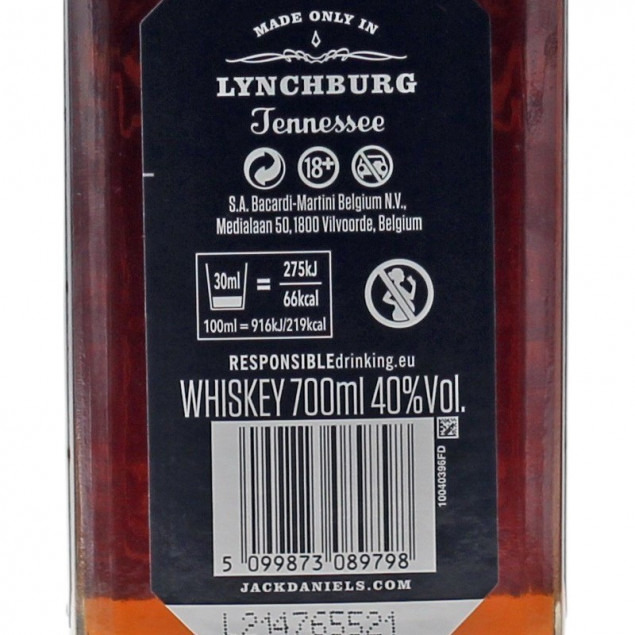 MADE ONLY IN
LYNCHBURG
Tennessee
18+
S.A. Bacardi-Martini Belgium N.V.,
Medialaan 50, 1800 Vilvoorde, Belgium
30ml = 275kJ
66kcal
100ml = 916kJ/219kcal
RESPONSIBLEdrinking.eu
WHISKEY 700ml 40%Vol.
10040396FD
5 099873 089798
JACKDANIELS.COM
L214765521